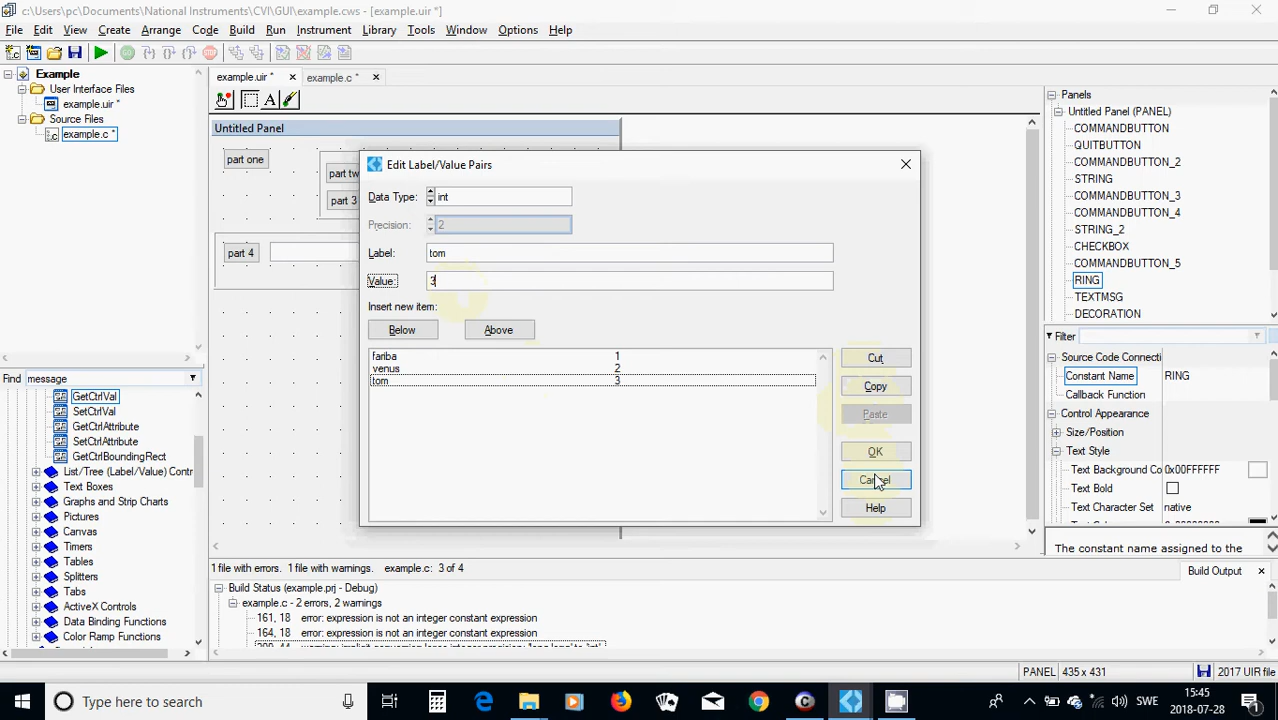 c:\Users\pc\Documents\National Instruments\CVI\GUI\example.cws - [example.uir *]
File Edit View Create Arrange Code Build Run Instrument Library Tools Window Options Help
Example
User Interface Files
example.uir *
Source Files
example.c *
example.uir * example.c *
Untitled Panel
part one
part tw
part 3
part 4
Edit Label/Value Pairs
Data Type: int
Precision: 2
Label: tom
Value: 3
Insert new item:
Below Above
fariba 1
venus 2
tom 3
Cut
Copy
Paste
OK
Cancel
Help
Panels
Untitled Panel (PANEL)
COMMANDBUTTON
QUITBUTTON
COMMANDBUTTON_2
STRING
COMMANDBUTTON_3
COMMANDBUTTON_4
STRING_2
CHECKBOX
COMMANDBUTTON_5
RING
TEXTMSG
DECORATION
Filter
Source Code Connecti
Constant Name RING
Callback Function
Control Appearance
Size/Position
Text Style
Text Background Co 0x00FFFFFF
Text Bold
Text Character Set native
The constant name assigned to the
Find message
GetCtrlVal
SetCtrlVal
GetCtrlAttribute
SetCtrlAttribute
GetCtrlBoundingRect
List/Tree (Label/Value) Contr
Text Boxes
Graphs and Strip Charts
Pictures
Canvas
Timers
Tables
Splitters
Tabs
ActiveX Controls
Data Binding Functions
Color Ramp Functions
1 file with errors. 1 file with warnings. example.c: 3 of 4
Build Output
Build Status (example.prj - Debug)
example.c - 2 errors, 2 warnings
161, 18 error: expression is not an integer constant expression
164, 18 error: expression is not an integer constant expression
PANEL 435 x 431 2017 UIR file
Type here to search
SWE
15:45
2018-07-28